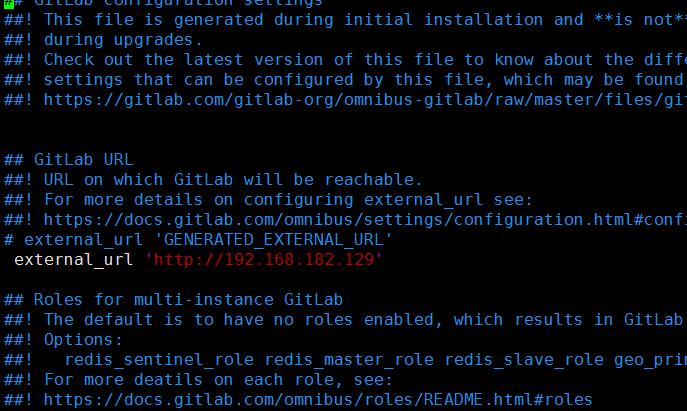 ## GitLab configuration settings
##! This file is generated during initial installation and **is not**
##! during upgrades.
##! Check out the latest version of this file to know about the
##! settings that can be configured by this file, which may be found
##! https://gitlab.com/gitlab-org/omnibus-gitlab/raw/master/files/git
## GitLab URL
##! URL on which GitLab will be reachable.
##! For more details on configuring external_url see:
##! https://docs.gitlab.com/omnibus/settings/configuration.html#confi
# external_url 'GENERATED_EXTERNAL_URL'
external_url 'http://192.168.182.129'
## Roles for multi-instance GitLab
##! The default is to have no roles enabled, which results in GitLab
##! Options:
##!   redis_sentinel_role redis_master_role redis_slave_role geo_prim
##! For more deatils on each role, see:
##! https://docs.gitlab.com/omnibus/roles/README.html#roles